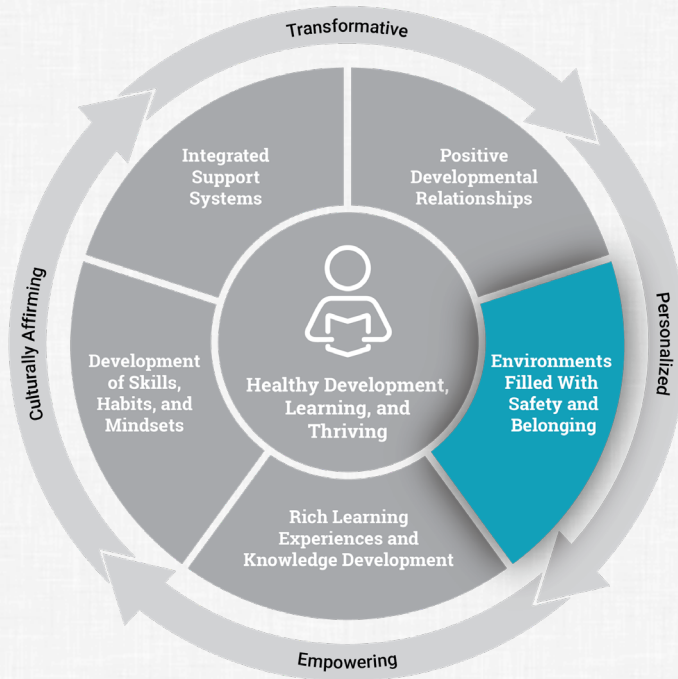 Transformative
Integrated
Support
Systems
Positive
Developmental
Relationships
Culturally Affirming
Personalized
Development
of Skills,
Habits, and
Mindsets
Healthy Development,
Learning, and
Thriving
Environments
Filled With
Safety and
Belonging
Rich Learning
Experiences and
Knowledge Development
Empowering